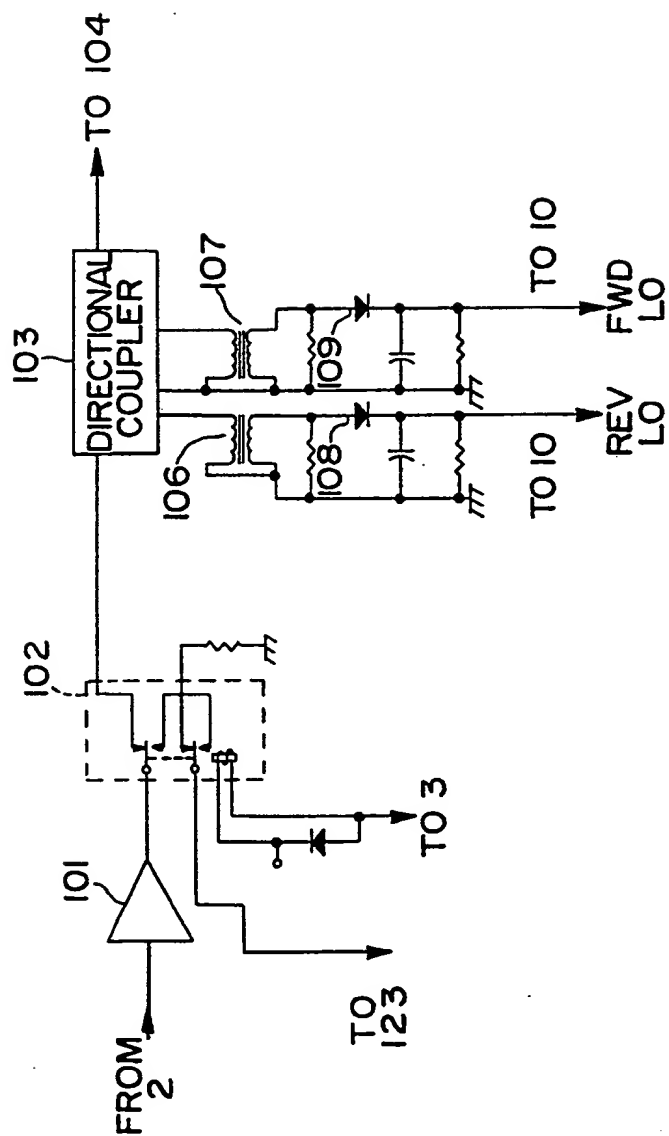 FROM
2
101
102
TO
123
TO 3
103
DIRECTIONAL
COUPLER
TO 104
106
107
108
109
TO 10
REV
LO
TO 10
FWD
LO